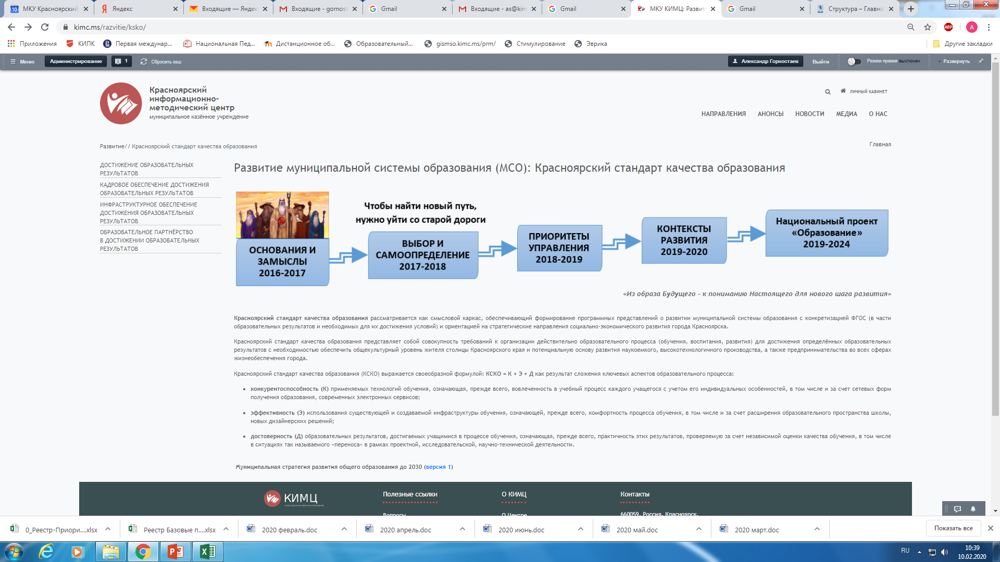 МКУ Красноярский
Яндекс
Входящие — Яндек
Входящие - gornost
Gmail
Входящие - as@kim
Gmail
МКУ КИМЦ: Развит
Gmail
Структура – Главно
kimc.ms/razvitie/ksko/
ABP
A
Приложения
КИПК
Первая междунар...
Национальная Пед...
Дистанционное об...
Образовательный...
gismso.kimc.ms/prm/
Стимулирование
Эврика
Другие закладки
Меню
Администрирование
1
Сбросить кеш
Александр Горностаев
Выйти
Режим правки выключен
Развернуть
Красноярский
информационно-
методический центр
муниципальное казённое учреждение
ЛИЧНЫЙ КАБИНЕТ
НАПРАВЛЕНИЯ
АНОНСЫ
НОВОСТИ
МЕДИА
О НАС
Развитие// Красноярский стандарт качества образования
Главная
ДОСТИЖЕНИЕ ОБРАЗОВАТЕЛЬНЫХ
РЕЗУЛЬТАТОВ
КАДРОВОЕ ОБЕСПЕЧЕНИЕ ДОСТИЖЕНИЯ
ОБРАЗОВАТЕЛЬНЫХ РЕЗУЛЬТАТОВ
ИНФРАСТРУКТУРНОЕ ОБЕСПЕЧЕНИЕ
ДОСТИЖЕНИЯ ОБРАЗОВАТЕЛЬНЫХ
РЕЗУЛЬТАТОВ
ОБРАЗОВАТЕЛЬНОЕ ПАРТНЁРСТВО
В ДОСТИЖЕНИИ ОБРАЗОВАТЕЛЬНЫХ
РЕЗУЛЬТАТОВ
Развитие муниципальной системы образования (МСО): Красноярский стандарт качества образования
Чтобы найти новый путь,
нужно уйти со старой дороги
ОСНОВАНИЯ И
ЗАМЫСЛЫ
2016-2017
ВЫБОР И
САМООПРЕДЕЛЕНИЕ
2017-2018
ПРИОРИТЕТЫ
УПРАВЛЕНИЯ
2018-2019
КОНТЕКСТЫ
РАЗВИТИЯ
2019-2020
Национальный проект
«Образование»
2019-2024
«Из образа Будущего - к пониманию Настоящего для нового шага развития»
Красноярский стандарт качества образования рассматривается как смысловой каркас, обеспечивающий формирование программных представлений о развитии муниципальной системы образования с конкретизацией ФГОС (в части
образовательных результатов и необходимых для их достижения условий) и ориентацией на стратегические направления социально-экономического развития города Красноярска.
Красноярский стандарт качества образования представляет собой совокупность требований к организации действительно образовательного процесса (обучения, воспитания, развития) для достижения определённых образовательных
результатов с необходимостью обеспечить общекультурный уровень жителя столицы Красноярского края и потенциальную основу развития наукоемкого, высокотехнологичного производства, а также предпринимательства во всех сферах
жизнеобеспечения города.
Красноярский стандарт качества образования (КСКО) выражается своеобразной формулой: КСКО = К + Э + Д как результат сложения ключевых аспектов образовательного процесса:
• конкурентоспособность (К) применяемых технологий обучения, означающая, прежде всего, вовлеченность в учебный процесс каждого учащегося с учетом его индивидуальных особенностей, в том числе и за счет сетевых форм
получения образования, современных электронных сервисов;
• эффективность (Э) использования существующей и создаваемой инфраструктуры обучения, означающей, прежде всего, комфортность процесса обучения, в том числе и за счет расширения образовательного пространства школы,
новых дизайнерских решений;
• достоверность (Д) образовательных результатов, достигаемых учащимися в процессе обучения, означающая, прежде всего, практичность этих результатов, проверяемую за счет независимой оценки качества обучения, в том числе
в ситуациях так называемого «переноса» в рамках проектной, исследовательской, научно-технической деятельности.
Муниципальная стратегия развития общего образования до 2030 (версия 1)
КИМЦ
Полезные ссылки
О КИМЦ
Контакты
Вопросы
О Центре
660059, Россия, Красноярск,
0_Реестр-Приори....xlsx
Реестр Базовые п....xlsx
2020 февраль.doc
2020 апрель.doc
2020 июнь.doc
2020 май.doc
2020 март.doc
Показать все
RU
10:39
10.02.2020